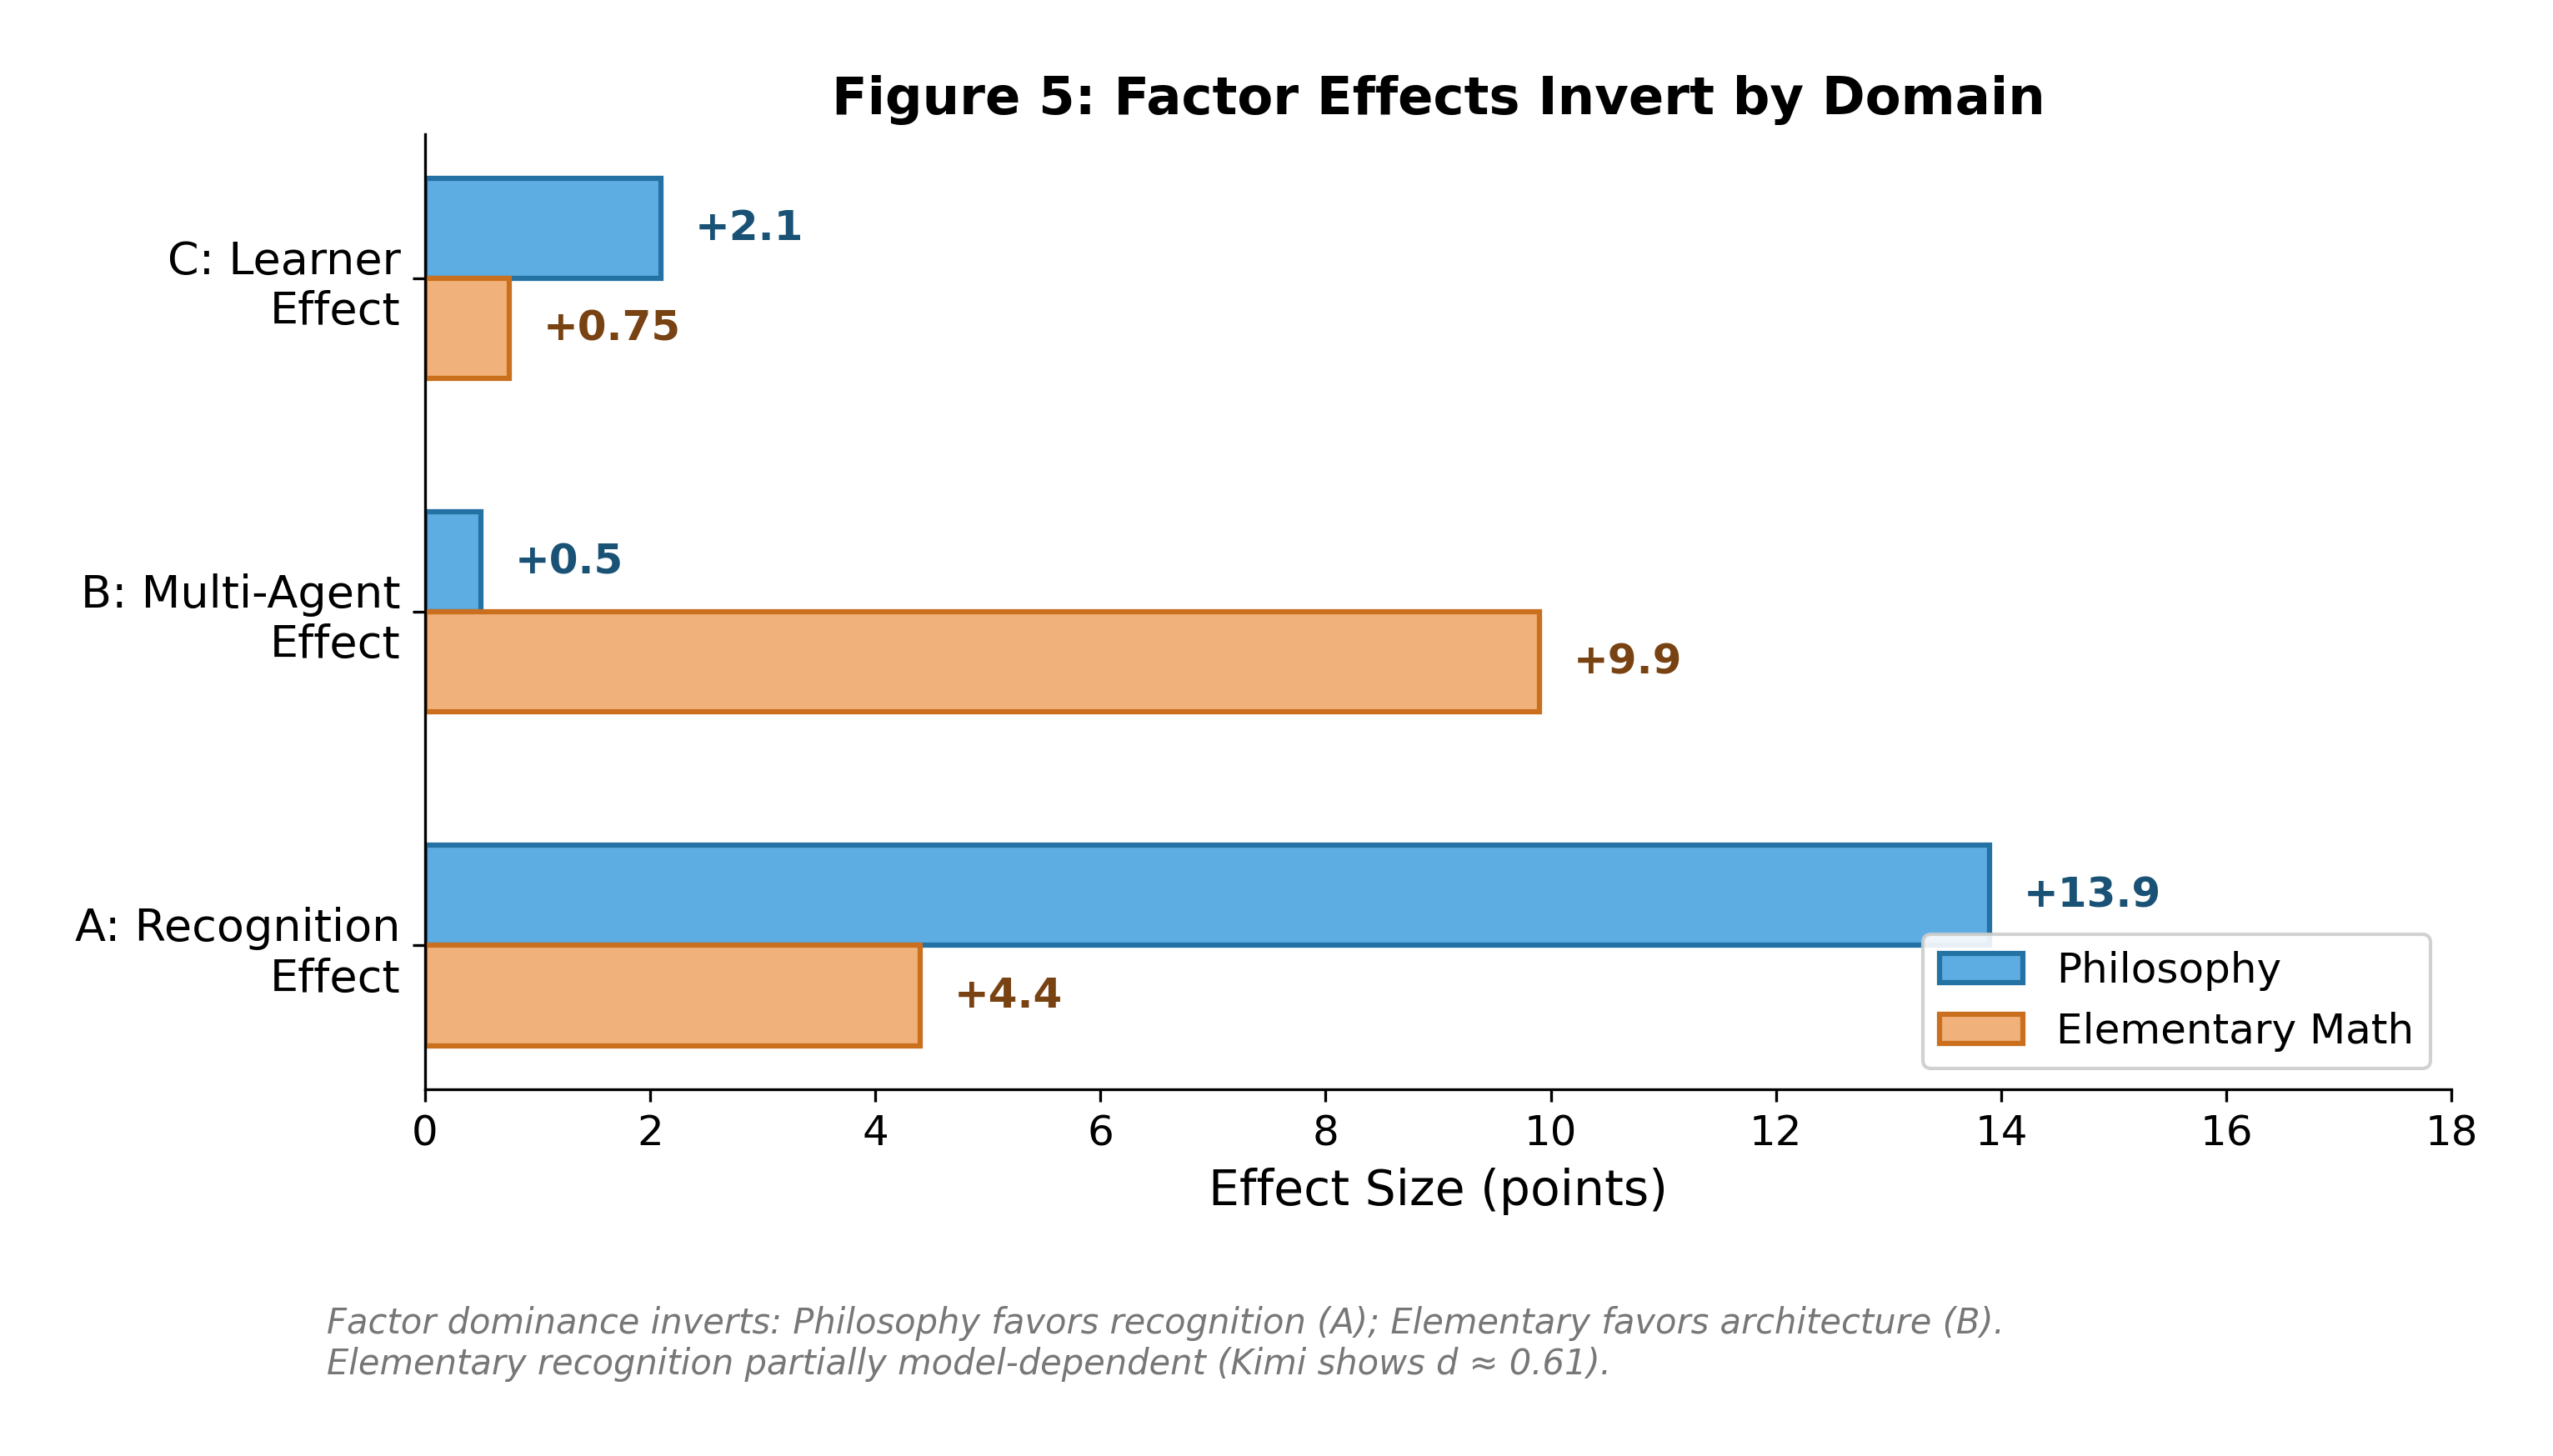 Figure 5: Factor Effects Invert by Domain
C: Learner
Effect
+2.1
+0.75
B: Multi-Agent
Effect
+0.5
+9.9
A: Recognition
Effect
+13.9
+4.4
Philosophy
Elementary Math
0 2 4 6 8 10 12 14 16 18
Effect Size (points)
Factor dominance inverts: Philosophy favors recognition (A); Elementary favors architecture (B).
Elementary recognition partially model-dependent (Kimi shows d ≈ 0.61).